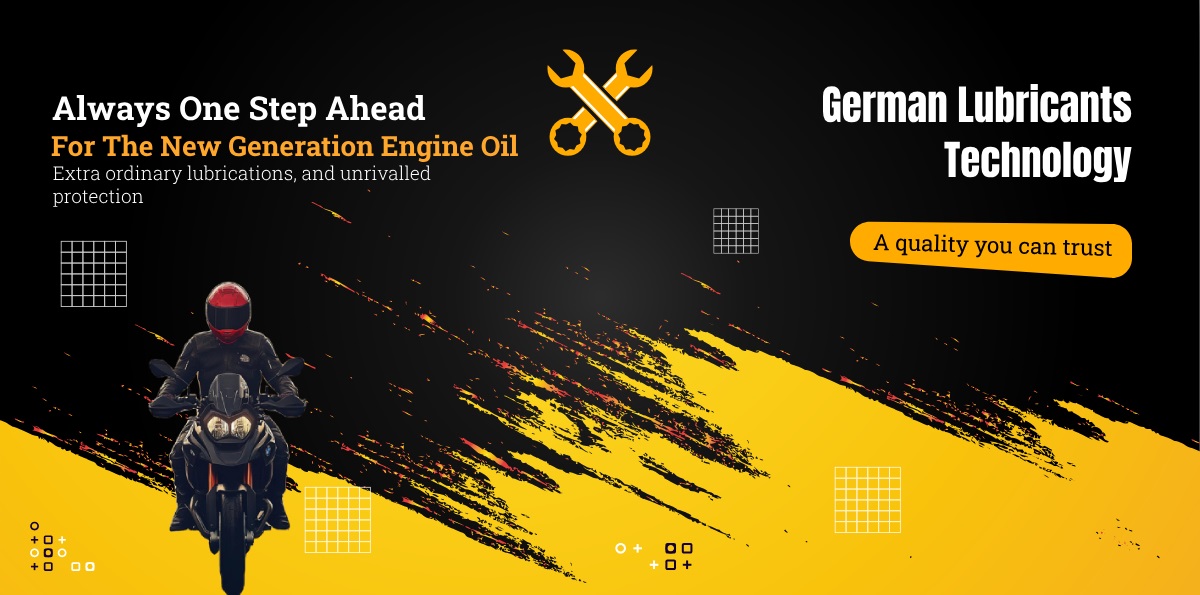 Always One Step Ahead
For The New Generation Engine Oil
Extra ordinary lubrications, and unrivalled
protection
German Lubricants
Technology
A quality you can trust